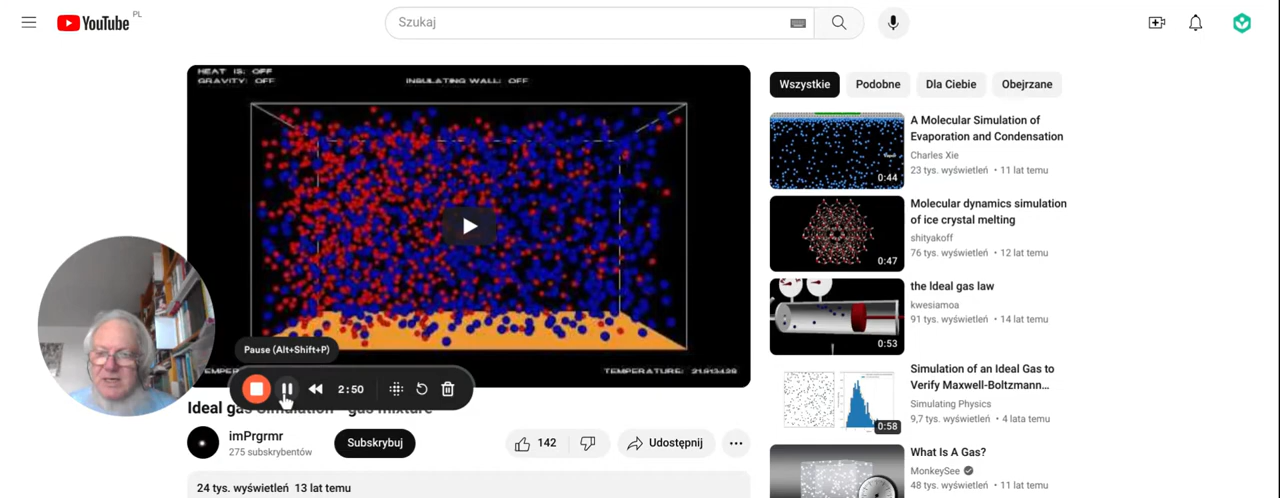 YouTube PL
Szukaj
HEAT IS: OFF
GRAVITY: OFF
INSULATING WALL: OFF
Pause (Alt+Shift+P)
2:50
Ideal gas Simulation - gas mixture
imPrgrmr
275 subskrybentów
Subskrybuj
142
Udostępnij
24 tys. wyświetleń 13 lat temu
Wszystkie
Podobne
Dla Ciebie
Obejrzane
0:44
A Molecular Simulation of
Evaporation and Condensation
Charles Xie
23 tys. wyświetleń • 11 lat temu
0:47
Molecular dynamics simulation
of ice crystal melting
shityakoff
76 tys. wyświetleń • 12 lat temu
0:53
the Ideal gas law
kwesiamoa
91 tys. wyświetleń • 14 lat temu
0:58
Simulation of an Ideal Gas to
Verify Maxwell-Boltzmann...
Simulating Physics
9,7 tys. wyświetleń • 4 lata temu
What Is A Gas?
MonkeySee
48 tys. wyświetleń • 11 lat temu